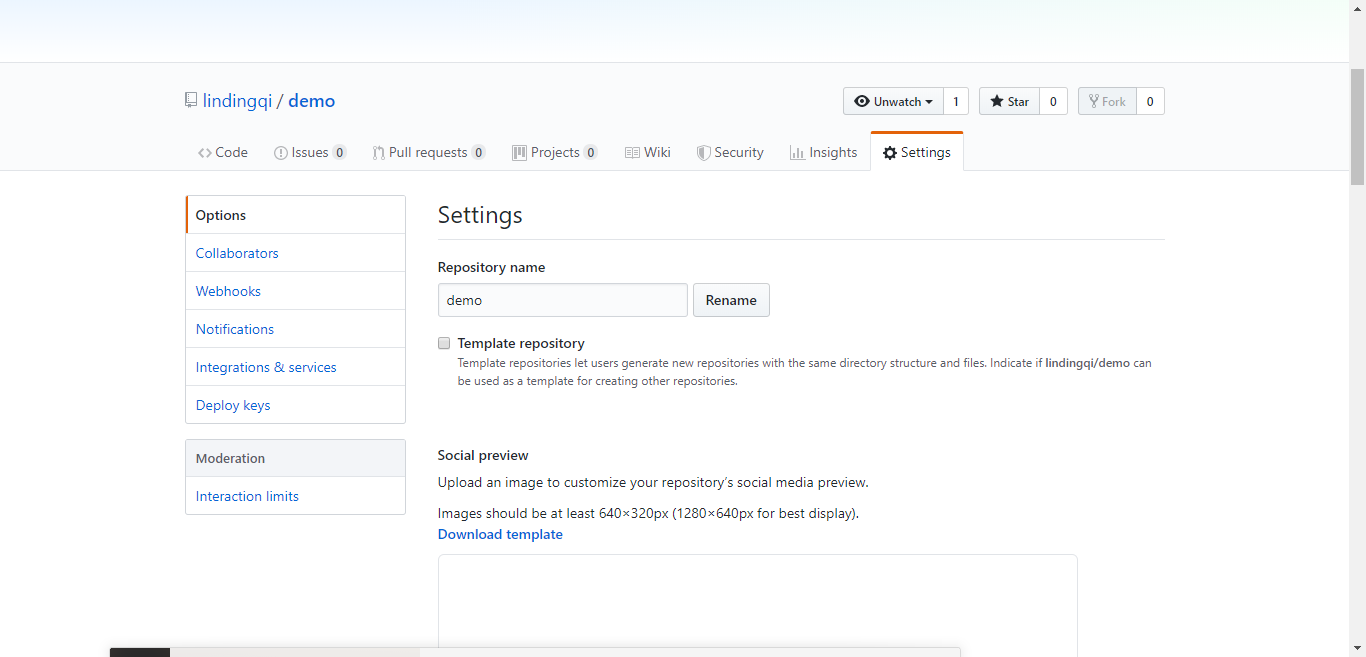 lindingqi / demo
Unwatch 1 Star 0 Fork 0
Code Issues 0 Pull requests 0 Projects 0 Wiki Security Insights Settings
Options
Collaborators
Webhooks
Notifications
Integrations & services
Deploy keys
Moderation
Interaction limits
Settings
Repository name
demo Rename
Template repository
Template repositories let users generate new repositories with the same directory structure and files. Indicate if lindingqi/demo can
be used as a template for creating other repositories.
Social preview
Upload an image to customize your repository’s social media preview.
Images should be at least 640×320px (1280×640px for best display).
Download template